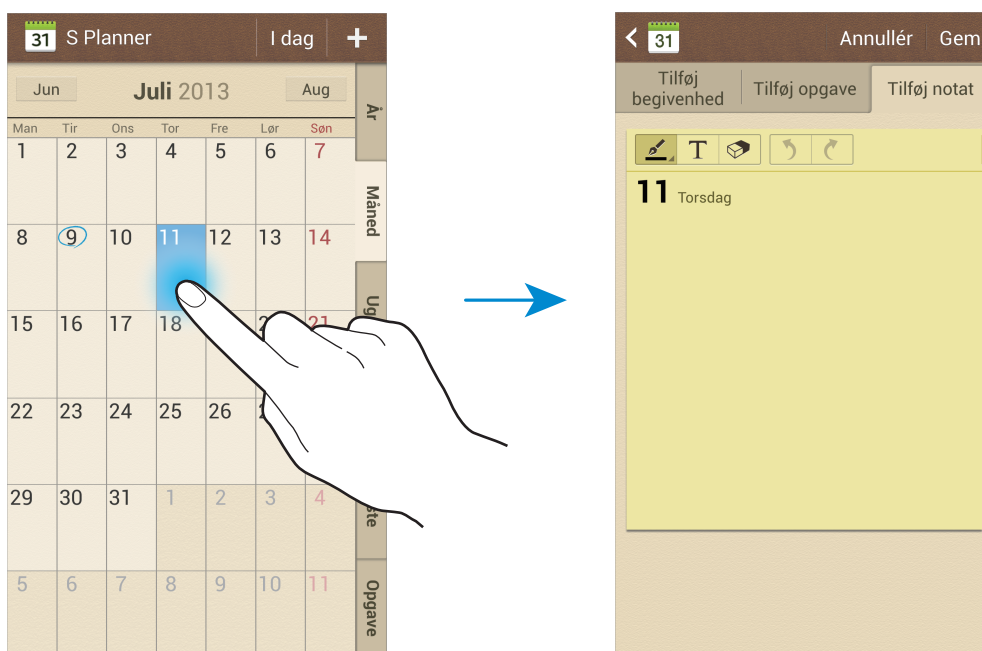 31 S Planner I dag +
Jun Juli 2013 Aug
Man Tir Ons Tor Fre Lør Søn
1 2 3 4 5 6 7
8 9 10 11 12 13 14
15 16 17 18 21
22 23 24 25 26
29 30 31 1 2 3 4
5 6 7 8 9 10 11
År
Måned
Opgave
31 Annullér Gem
Tilføj
begivenhed
Tilføj opgave
Tilføj notat
T
11 Torsdag